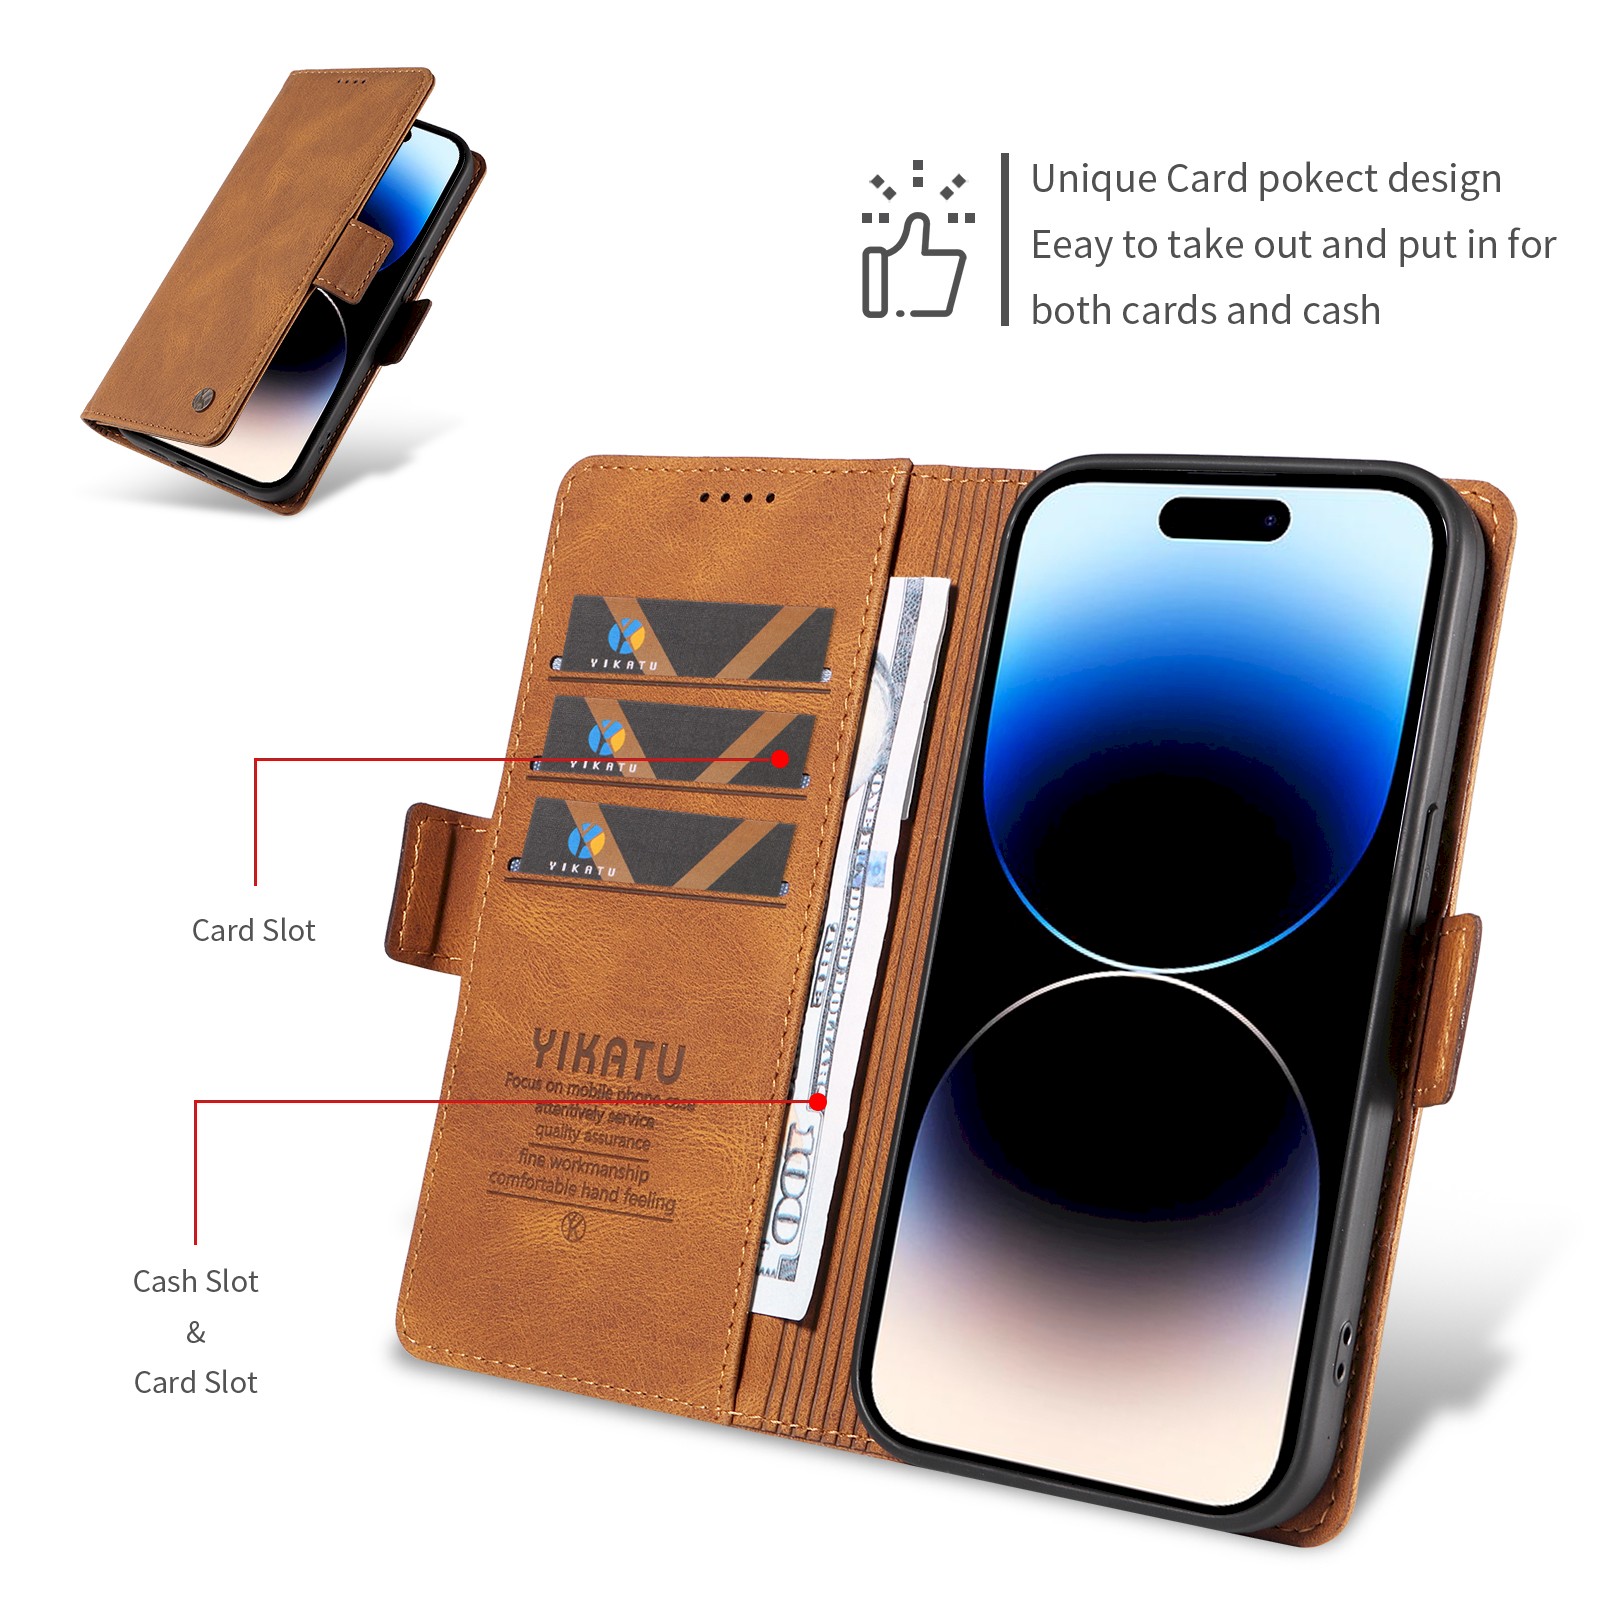 Unique Card pokect design
Eeay to take out and put in for
both cards and cash
YIKATU
YIKATU
YIKATU
Card Slot
YIKATU
Focus on mobile phone case
attentively service
quality assurance
fine workmanship
comfortable hand feeling
100
Cash Slot
&
Card Slot